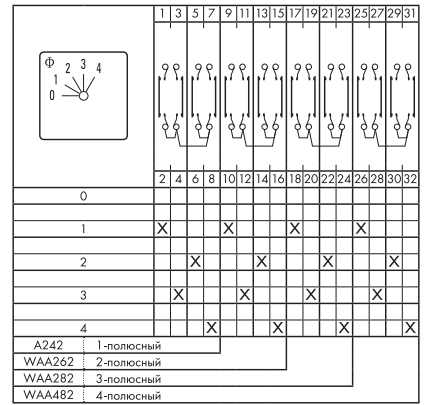 1 3 5 7 9 11 13 15 17 19 21 23 25 27 29 31
Φ
0 1 2 3 4
2 4 6 8 10 12 14 16 18 20 22 24 26 28 30 32
0
1 X X X X
2 X X X X
3 X X X X
4 X X X X
A242 1-полюсный
WAA262 2-полюсный
WAA282 3-полюсный
WAA482 4-полюсный